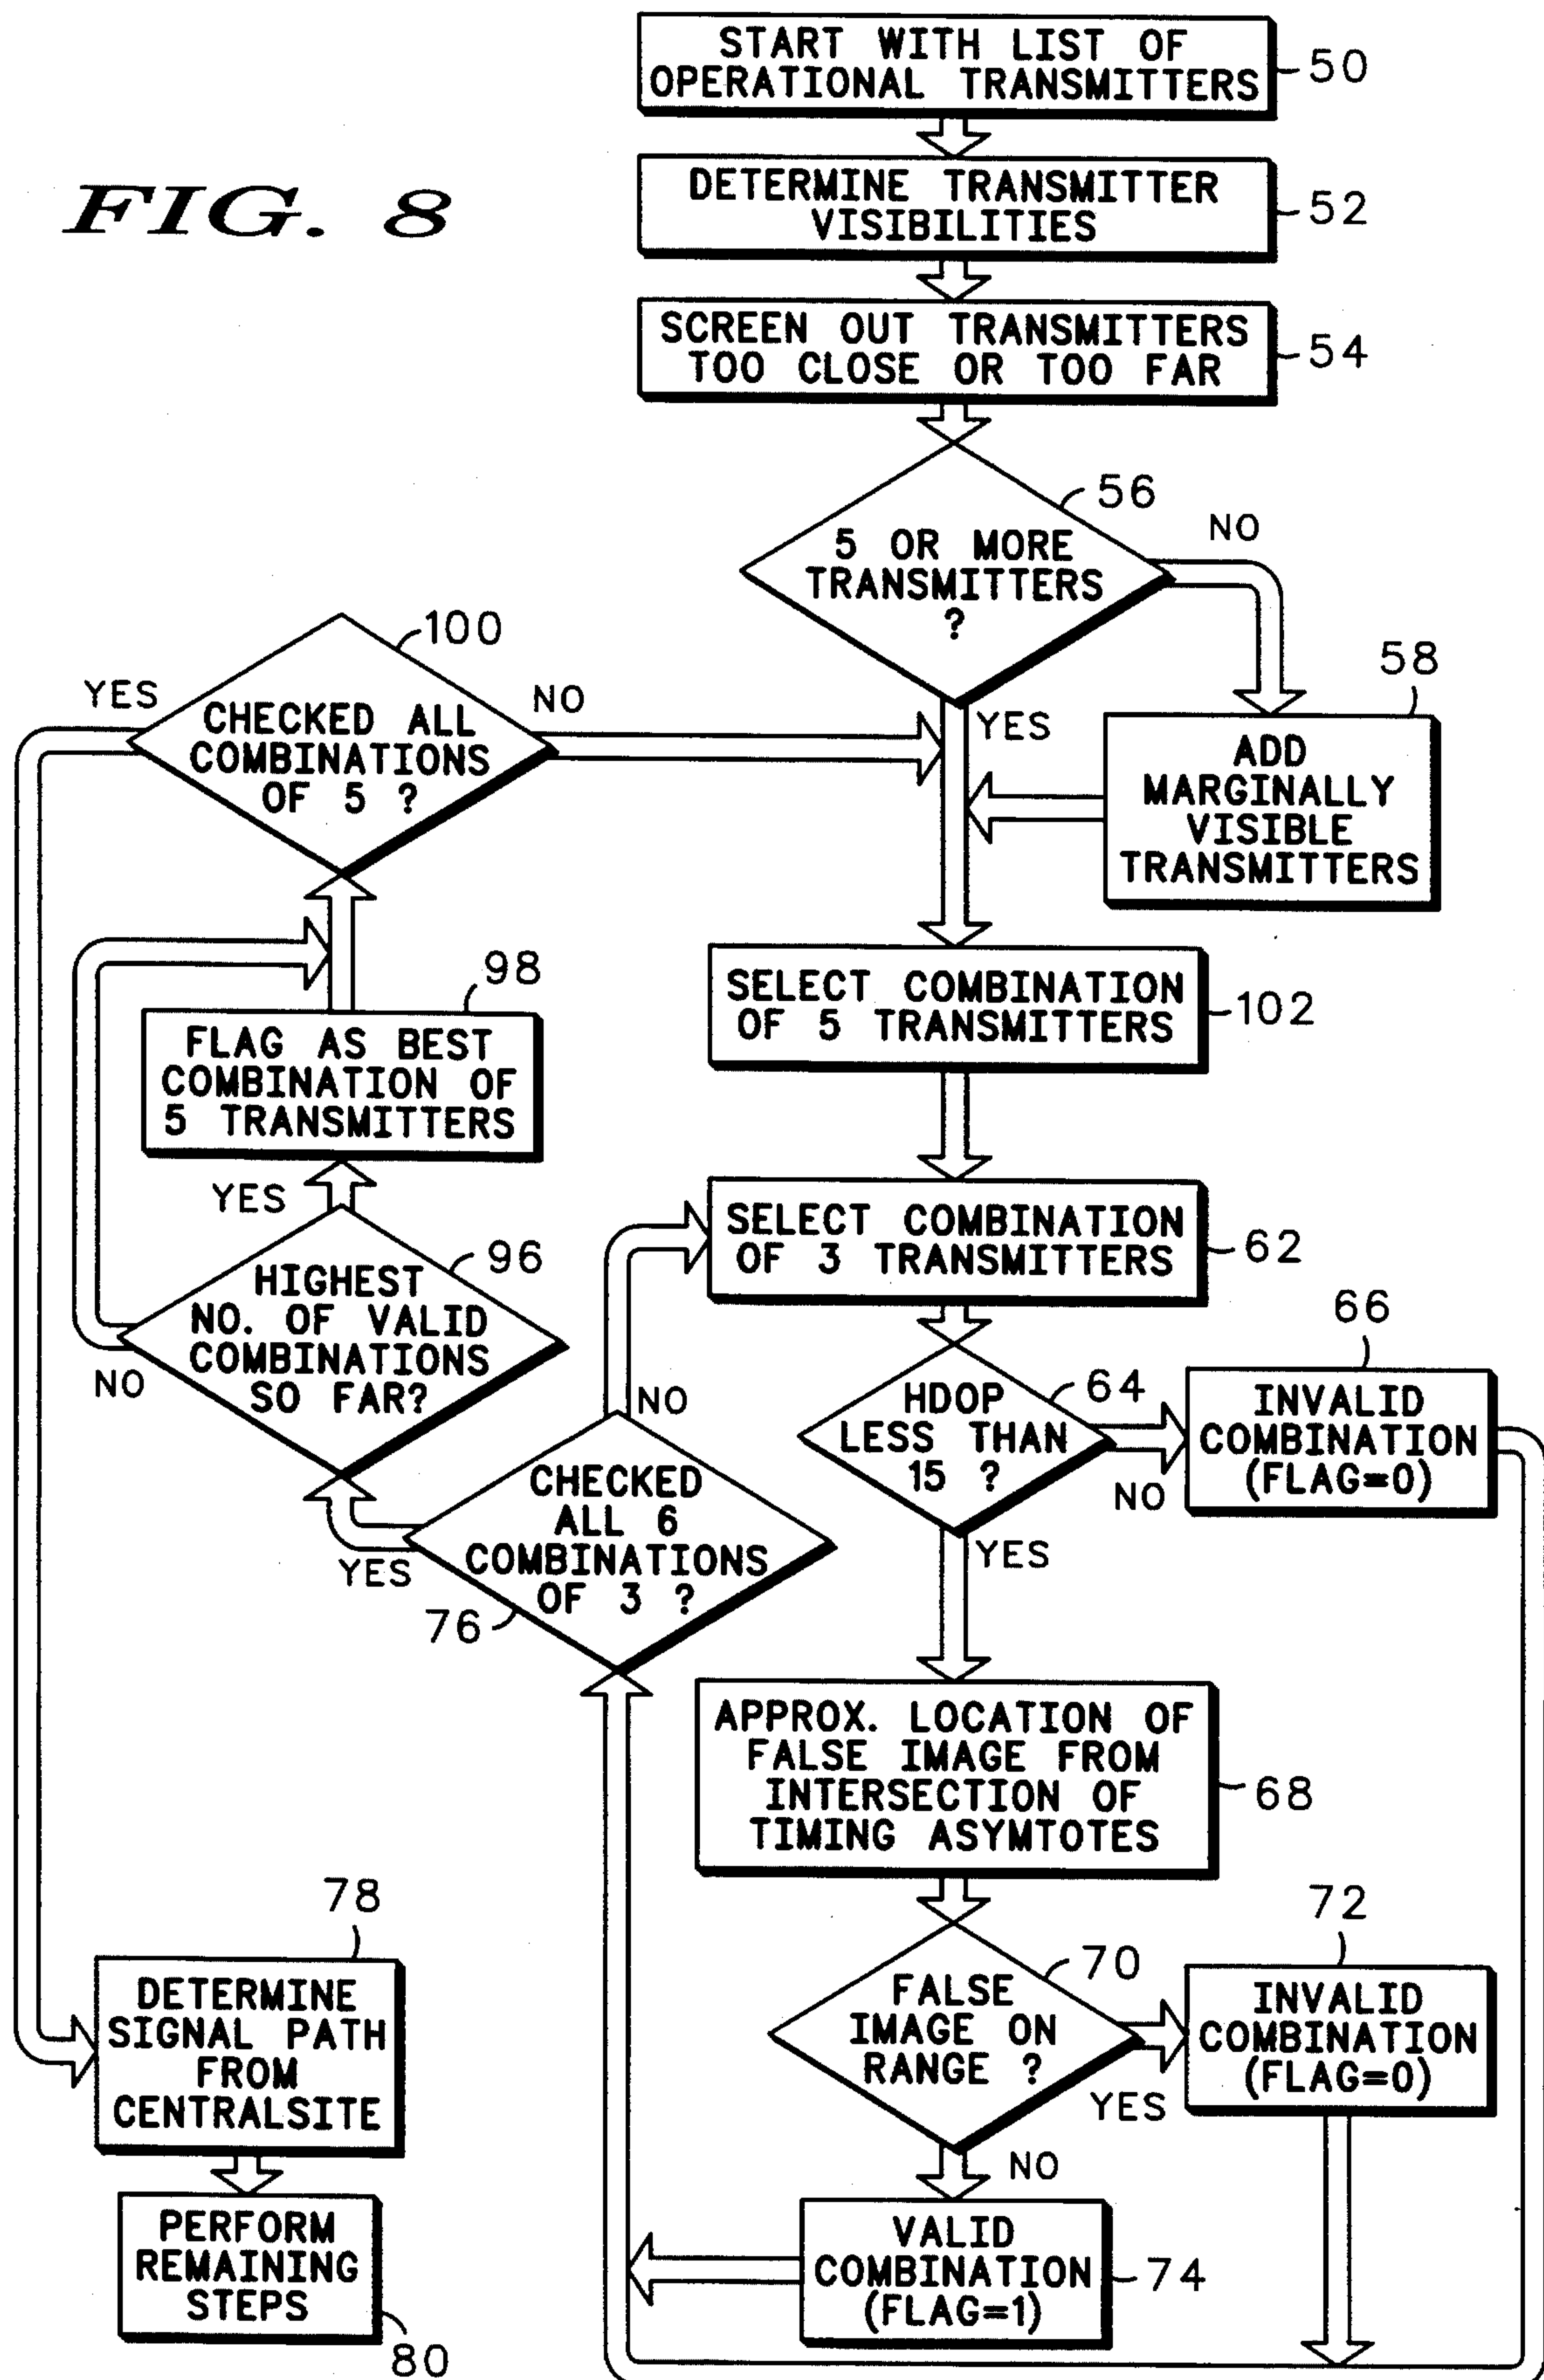 FIG. 8
START WITH LIST OF
OPERATIONAL TRANSMITTERS
50
DETERMINE TRANSMITTER
VISIBILITIES
52
SCREEN OUT TRANSMITTERS
TOO CLOSE OR TOO FAR
54
5 OR MORE
TRANSMITTERS
?
56
NO
YES
58
ADD
MARGINALLY
VISIBLE
TRANSMITTERS
100
YES
CHECKED ALL
COMBINATIONS
OF 5 ?
NO
SELECT COMBINATION
OF 5 TRANSMITTERS
102
98
FLAG AS BEST
COMBINATION OF
5 TRANSMITTERS
YES
96
HIGHEST
NO. OF VALID
COMBINATIONS
SO FAR?
NO
SELECT COMBINATION
OF 3 TRANSMITTERS
62
HDOP
LESS THAN
15 ?
64
NO
YES
66
INVALID
COMBINATION
(FLAG=0)
NO
CHECKED
ALL 6
COMBINATIONS
OF 3 ?
YES
76
APPROX. LOCATION OF
FALSE IMAGE FROM
INTERSECTION OF
TIMING ASYMTOTES
68
FALSE
IMAGE ON
RANGE ?
70
YES
NO
72
INVALID
COMBINATION
(FLAG=0)
VALID
COMBINATION
(FLAG=1)
74
78
DETERMINE
SIGNAL PATH
FROM
CENTRALSITE
PERFORM
REMAINING
STEPS
80